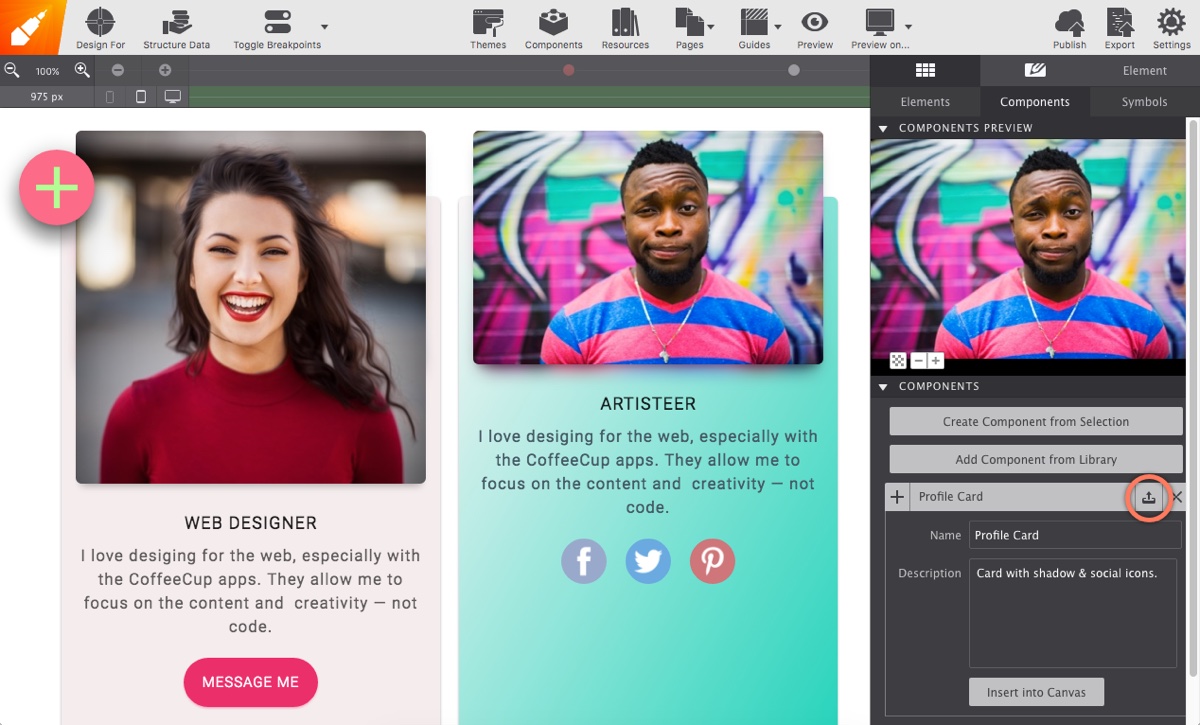 Design For
Structure Data
Toggle Breakpoints
Themes
Components
Resources
Pages
Guides
Preview
Preview on...
Publish
Export
Settings
100%
975 px
Element
Elements
Components
Symbols
COMPONENTS PREVIEW
WEB DESIGNER
I love desiging for the web, especially with
the CoffeeCup apps. They allow me to
focus on the content and creativity — not
code.
MESSAGE ME
ARTISTEER
I love desiging for the web, especially with
the CoffeeCup apps. They allow me to
focus on the content and creativity — not
code.
COMPONENTS
Create Component from Selection
Add Component from Library
Profile Card
Name
Profile Card
Description
Card with shadow & social icons.
Insert into Canvas